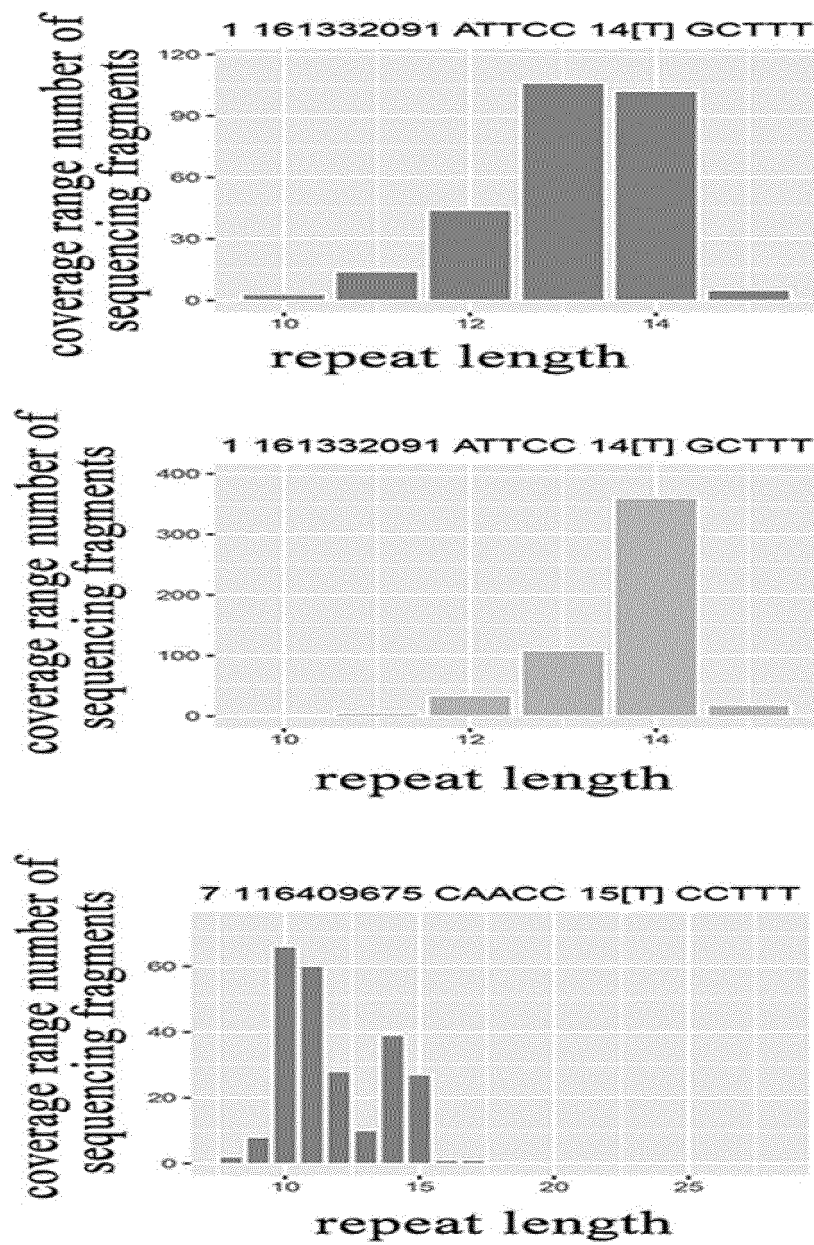 1 161332091 ATTCC 14[T] GCTTT
coverage range number of
sequencing fragments
120
90
60
30
0
10 12 14
repeat length
1 161332091 ATTCC 14[T] GCTTT
coverage range number of
sequencing fragments
400
300
200
100
0
10 12 14
repeat length
7 116409675 CAACC 15[T] CCTTT
coverage range number of
sequencing fragments
60
40
20
0
10 15 20 25
repeat length